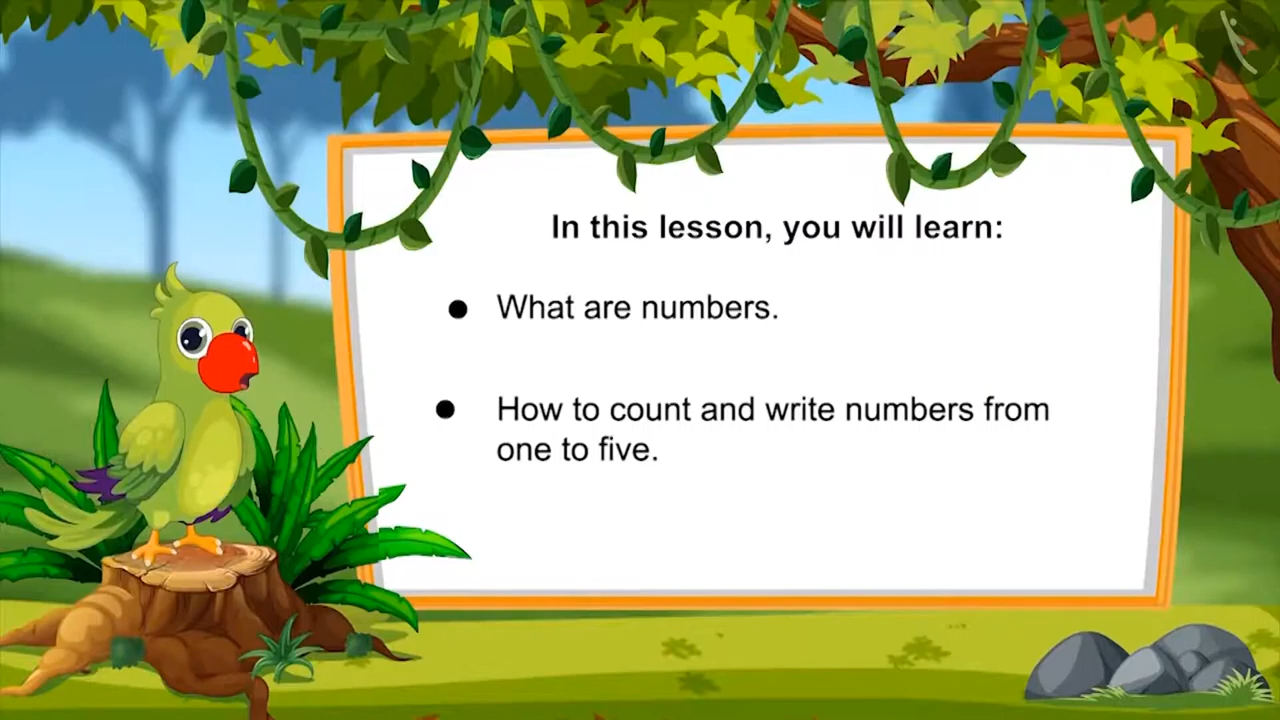 In this lesson, you will learn:
● What are numbers.
● How to count and write numbers from
one to five.